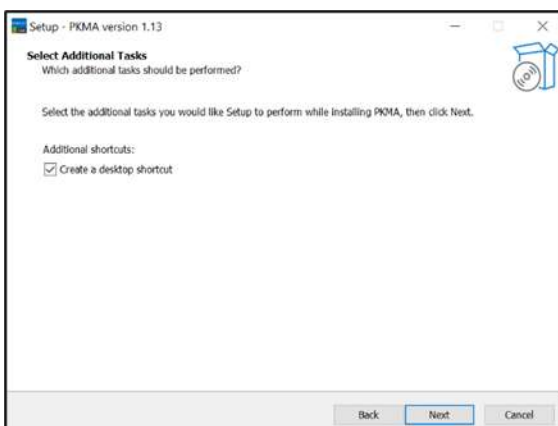 Setup - PKMA version 1.13
Select Additional Tasks
Which additional tasks should be performed?
Select the additional tasks you would like Setup to perform while installing PKMA, then click Next.
Additional shortcuts:
Create a desktop shortcut
Back Next Cancel